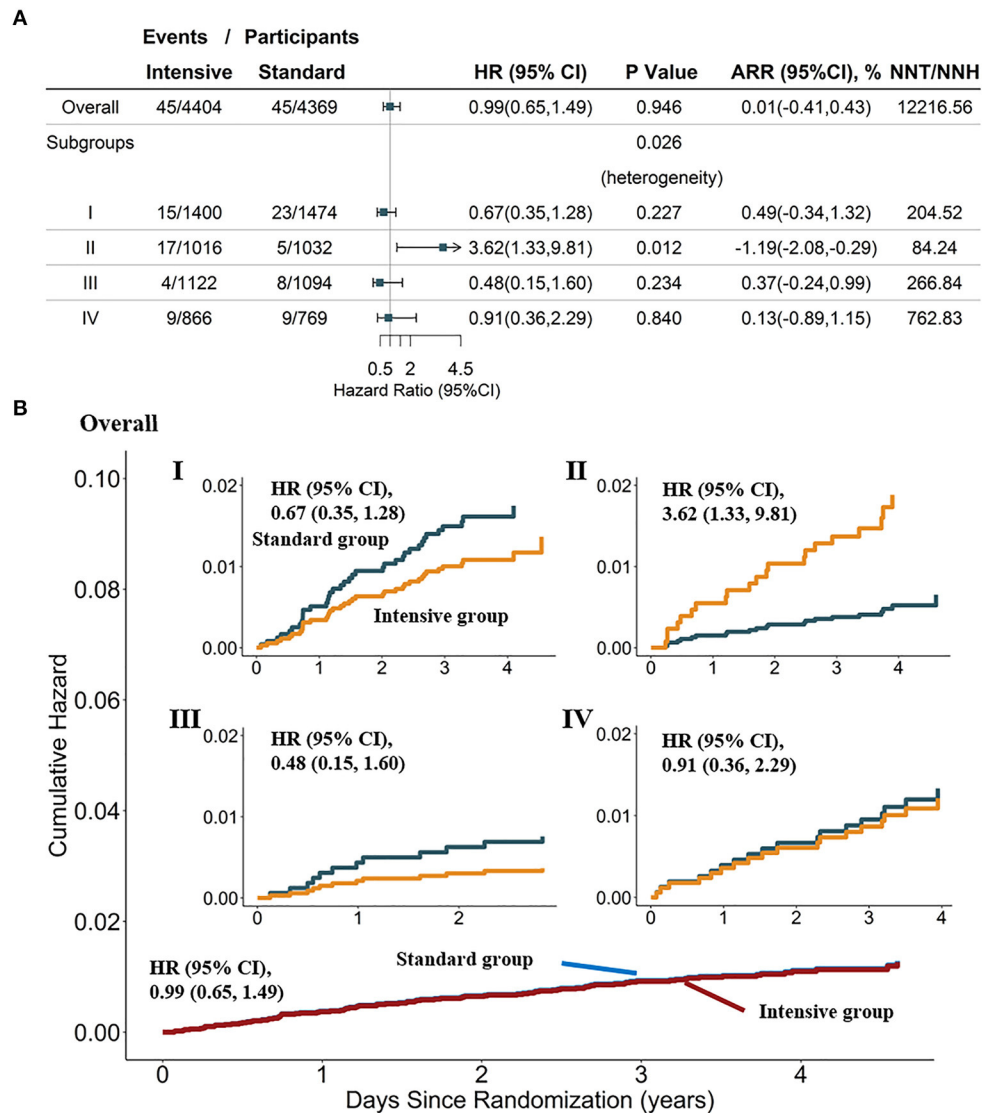 A
Events / Participants
Intensive Standard HR (95% CI) P Value ARR (95%CI), % NNT/NNH
Overall 45/4404 45/4369 0.99(0.65,1.49) 0.946 0.01(-0.41,0.43) 12216.56
Subgroups 0.026
(heterogeneity)
I 15/1400 23/1474 0.67(0.35,1.28) 0.227 0.49(-0.34,1.32) 204.52
II 17/1016 5/1032 3.62(1.33,9.81) 0.012 -1.19(-2.08,-0.29) 84.24
III 4/1122 8/1094 0.48(0.15,1.60) 0.234 0.37(-0.24,0.99) 266.84
IV 9/866 9/769 0.91(0.36,2.29) 0.840 0.13(-0.89,1.15) 762.83
0.5 2 4.5
Hazard Ratio (95%CI)
B
Overall
Cumulative Hazard
0.10
0.08
0.06
0.04
0.02
0.00
I
0.02
0.01
0.00
HR (95% CI),
0.67 (0.35, 1.28)
Standard group
Intensive group
0 1 2 3 4
II
0.02
0.01
0.00
HR (95% CI),
3.62 (1.33, 9.81)
0 1 2 3 4
III
0.02
0.01
0.00
HR (95% CI),
0.48 (0.15, 1.60)
0 1 2
IV
0.02
0.01
0.00
HR (95% CI),
0.91 (0.36, 2.29)
0 1 2 3 4
HR (95% CI),
0.99 (0.65, 1.49)
Standard group
Intensive group
0 1 2 3 4
Days Since Randomization (years)